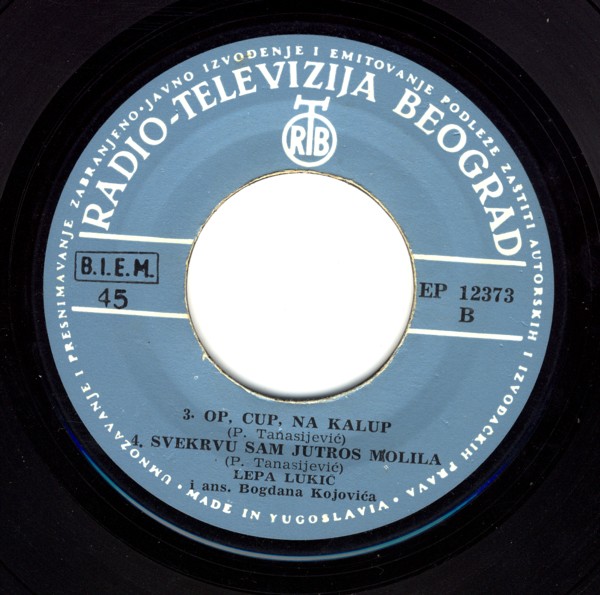 UMNOŽAVANJE I PRESNIMAVANJE ZABRANJENO · JAVNO IZVOĐENJE I EMITOVANJE PODLEŽE ZAŠTITI AUTORSKIH I IZVOĐAČKIH PRAVA ·
RADIO-TELEVIZIJA BEOGRAD
RTB
B.I.E.M.
45
EP 12373
B
3. OP, CUP, NA KALUP
(P. Tanasijević)
4. SVEKRVU SAM JUTROS MOLILA
(P. Tanasijević)
LEPA LUKIĆ
i ans. Bogdana Kojovića
MADE IN YUGOSLAVIA ·